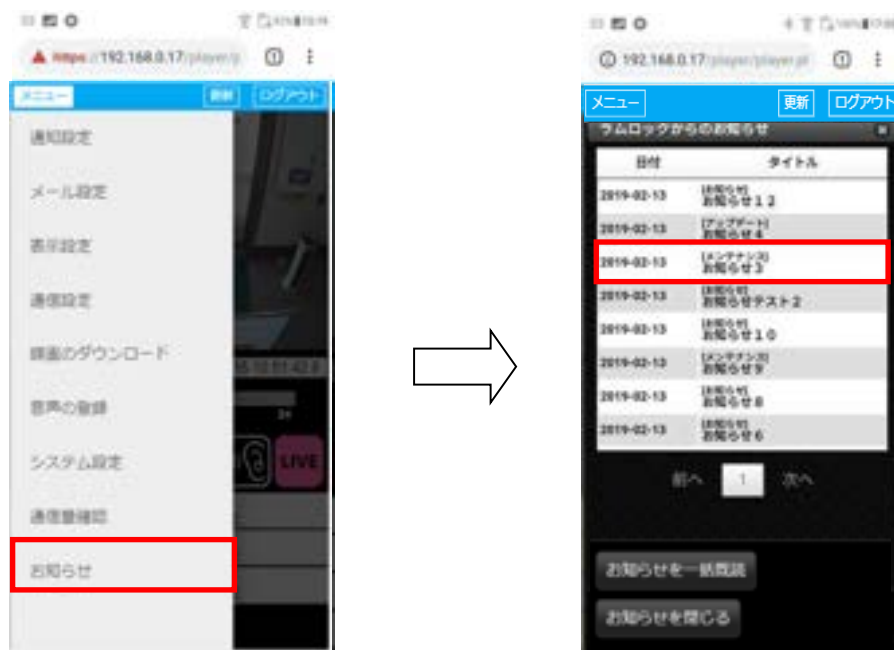 https://192.168.0.17/player/p
メニュー
更新
ログアウト
通知設定
メール設定
表示設定
通信設定
録画のダウンロード
音声の登録
システム設定
通信量確認
お知らせ
LIVE
192.168.0.17/player/player.pl
メニュー
更新
ログアウト
ラムロックからのお知らせ
日付 タイトル
2019-02-13 [お知らせ]
お知らせ12
2019-02-13 [アップデート]
お知らせ4
2019-02-13 [メンテナンス]
お知らせ3
2019-02-13 [お知らせ]
お知らせテスト2
2019-02-13 [お知らせ]
お知らせ10
2019-02-13 [メンテナンス]
お知らせ9
2019-02-13 [お知らせ]
お知らせ8
2019-02-13 [お知らせ]
お知らせ6
前へ 1 次へ
お知らせを一括既読
お知らせを閉じる